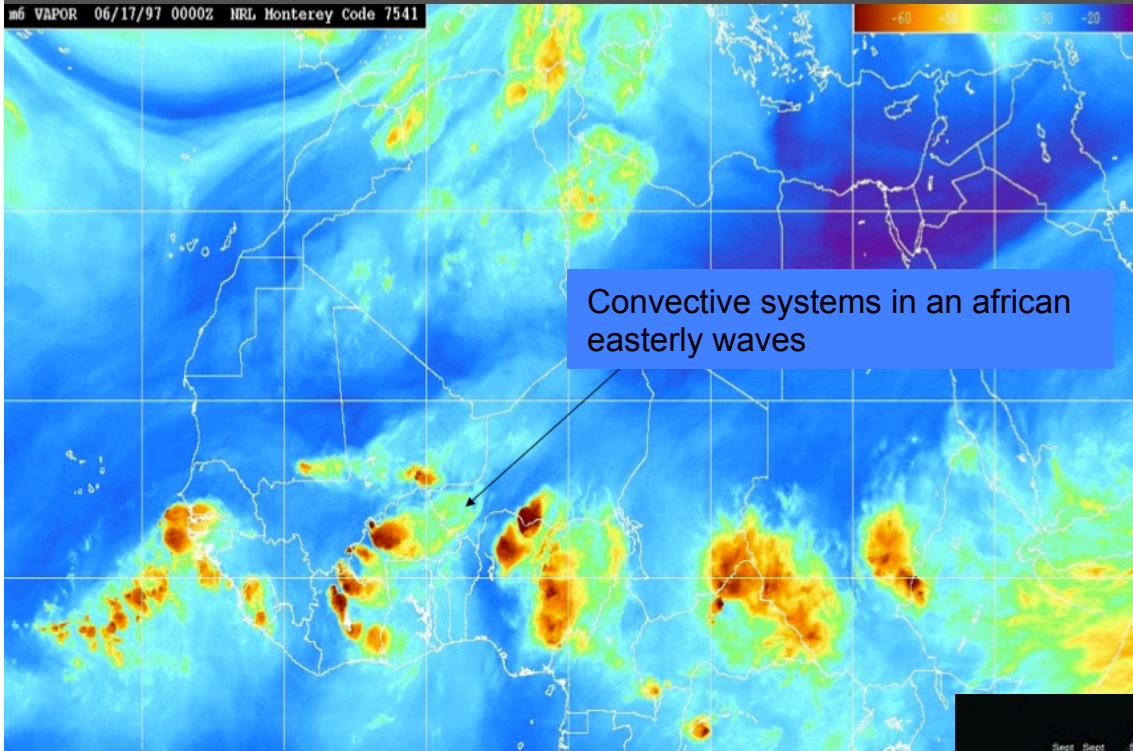 m6 VAPOR 06/17/97 0000Z NRL Monterey Code 7541
-60 -50 -40 -30 -20
Convective systems in an african
easterly waves
Sept Sept